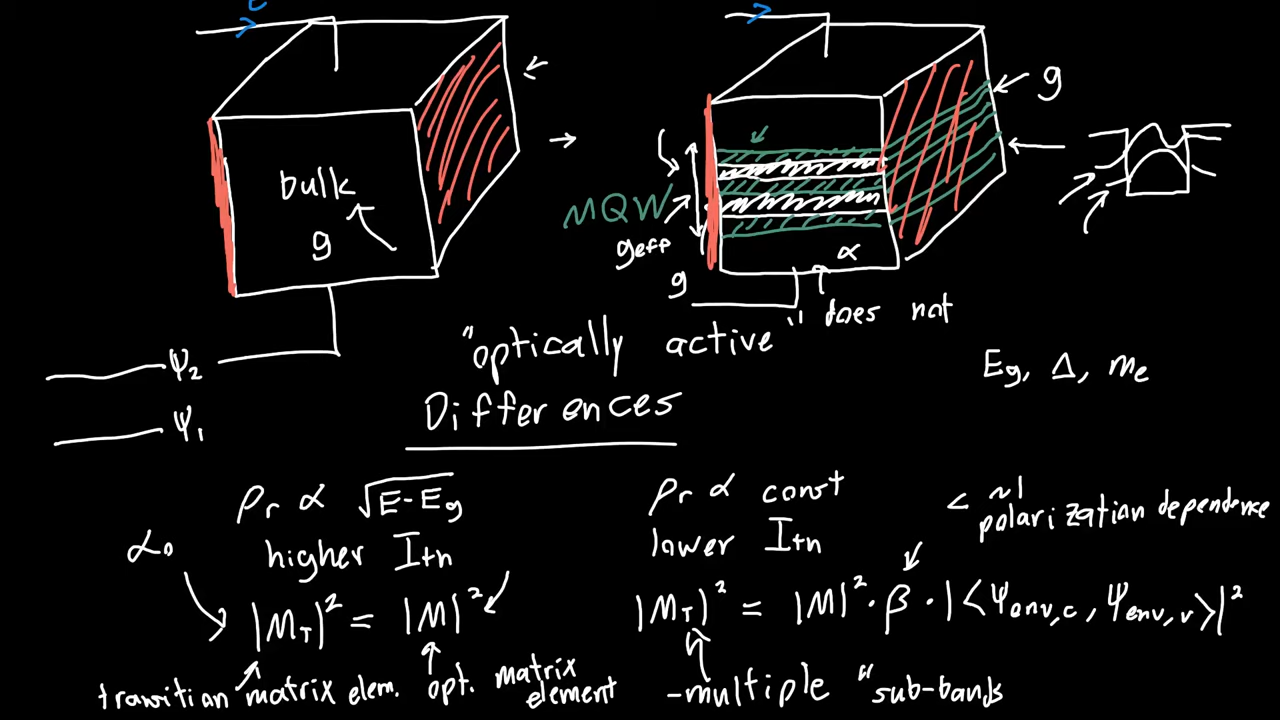 bulk
g
g
MQW
geff
g
α
"optically active" does not
Ψ2
Ψ1
Eg, Δ, me
Differences
ρr α √E-Eg
higher Itn
α0
|MT|² = |M|²
transition matrix elem. opt. matrix element
ρr α const
lower Itn
< ~1
polarization dependence
|MT|² = |M|² · β · |<Ψenv,c, Ψenv,v>|²
-multiple "sub-bands